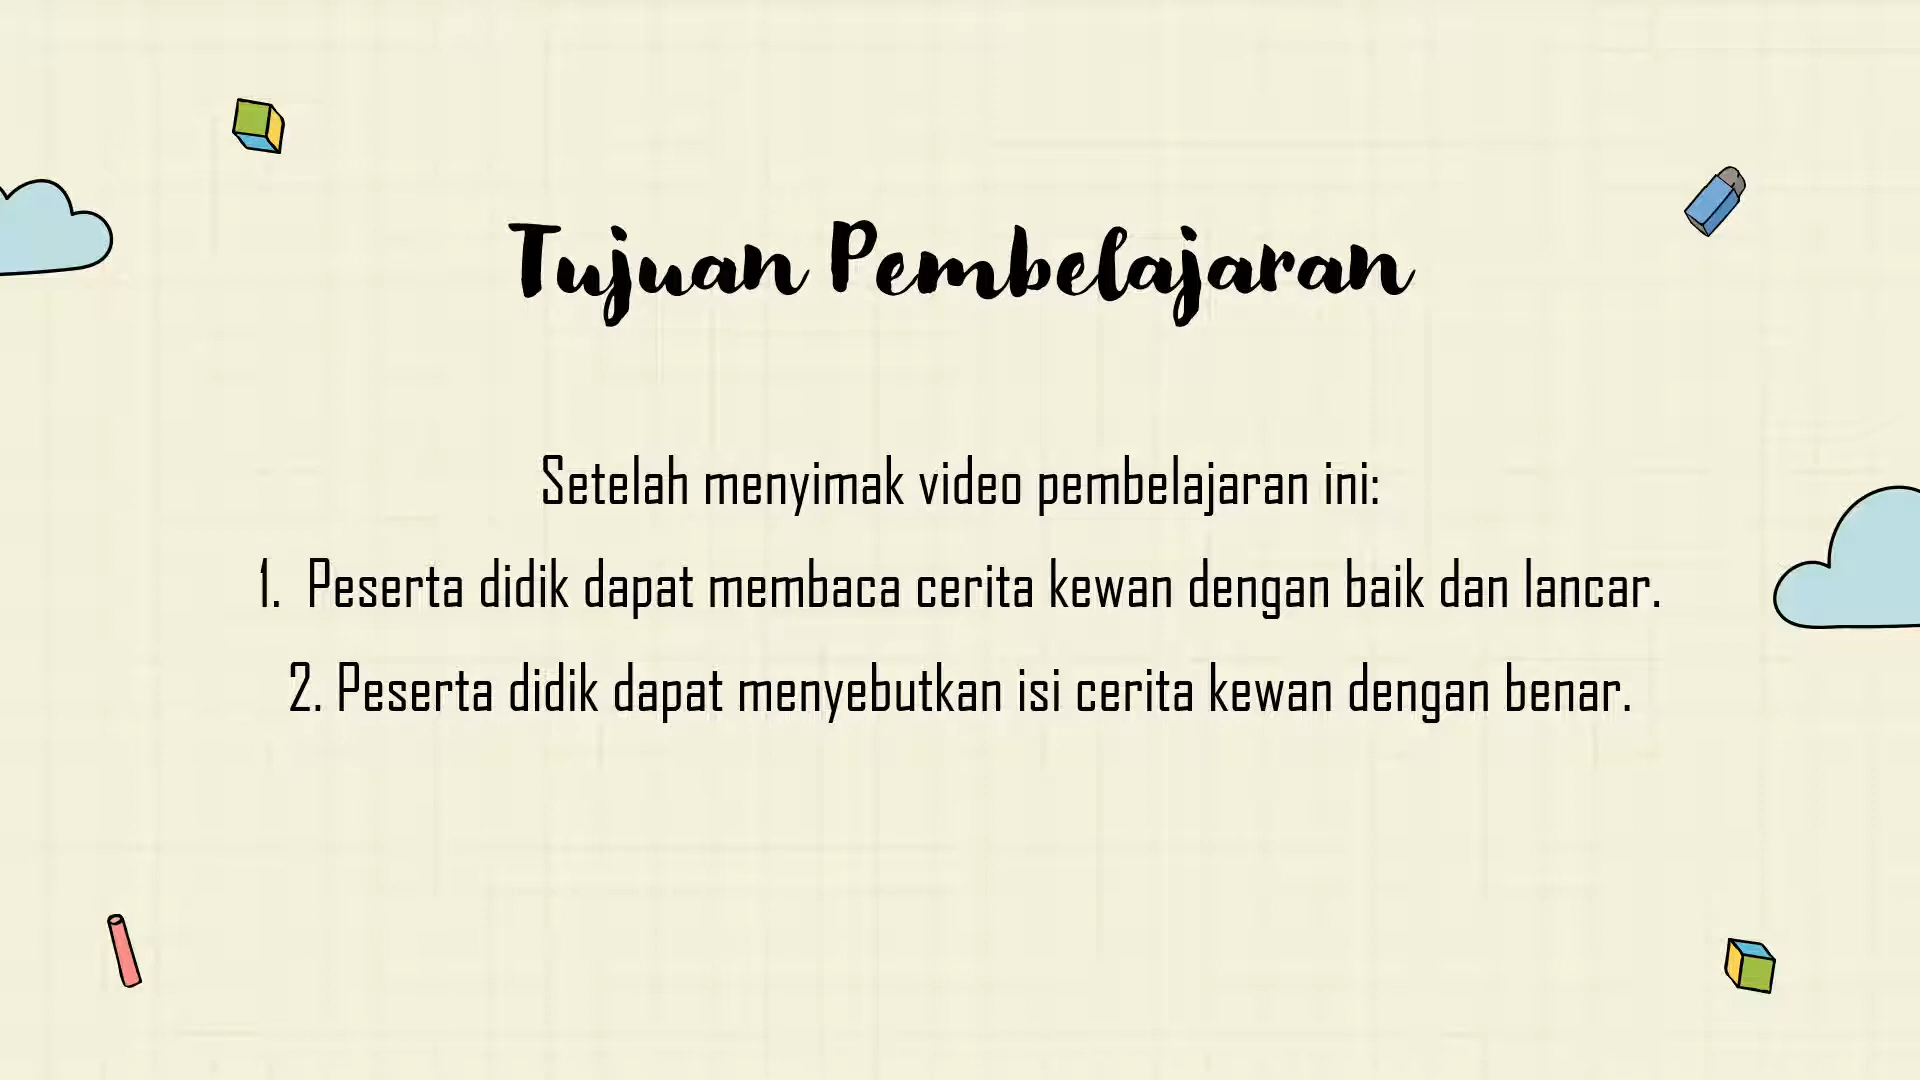 Tujuan Pembelajaran
Setelah menyimak video pembelajaran ini:
1. Peserta didik dapat membaca cerita kewan dengan baik dan lancar.
2. Peserta didik dapat menyebutkan isi cerita kewan dengan benar.